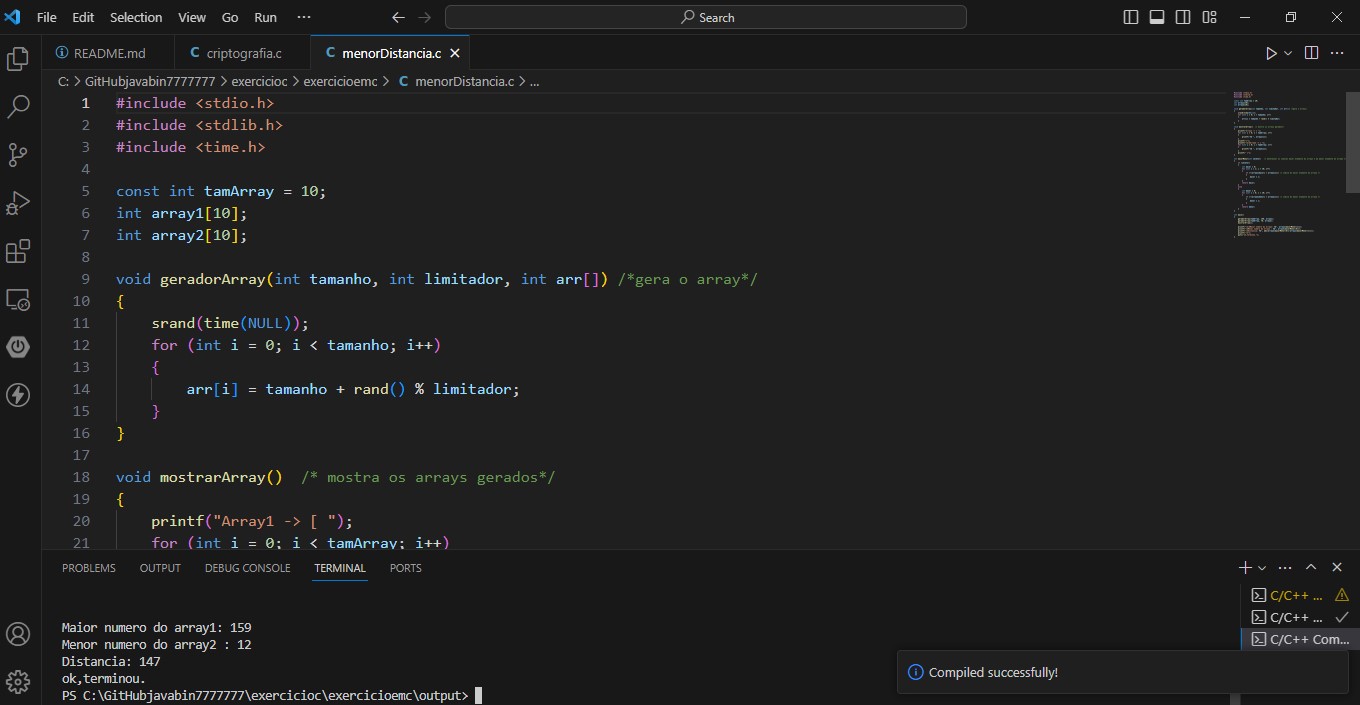 File Edit Selection View Go Run ··· Search
README.md criptografia.c menorDistancia.c
C: > GitHubjavabin7777777 > exercicioc > exercicioemc > C menorDistancia.c > ...
1 #include <stdio.h>
2 #include <stdlib.h>
3 #include <time.h>
4
5 const int tamArray = 10;
6 int array1[10];
7 int array2[10];
8
9 void geradorArray(int tamanho, int limitador, int arr[]) /*gera o array*/
10 {
11 srand(time(NULL));
12 for (int i = 0; i < tamanho; i++)
13 {
14 arr[i] = tamanho + rand() % limitador;
15 }
16 }
17
18 void mostrarArray() /* mostra os arrays gerados*/
19 {
20 printf("Array1 -> [ ");
21 for (int i = 0; i < tamArray; i++)
PROBLEMS OUTPUT DEBUG CONSOLE TERMINAL PORTS
Maior numero do array1: 159
Menor numero do array2 : 12
Distancia: 147
ok,terminou.
PS C:\GitHubjavabin7777777\exercicioc\exercicioemc\output>
C/C++ ...
C/C++ ...
C/C++ Com...
Compiled successfully!